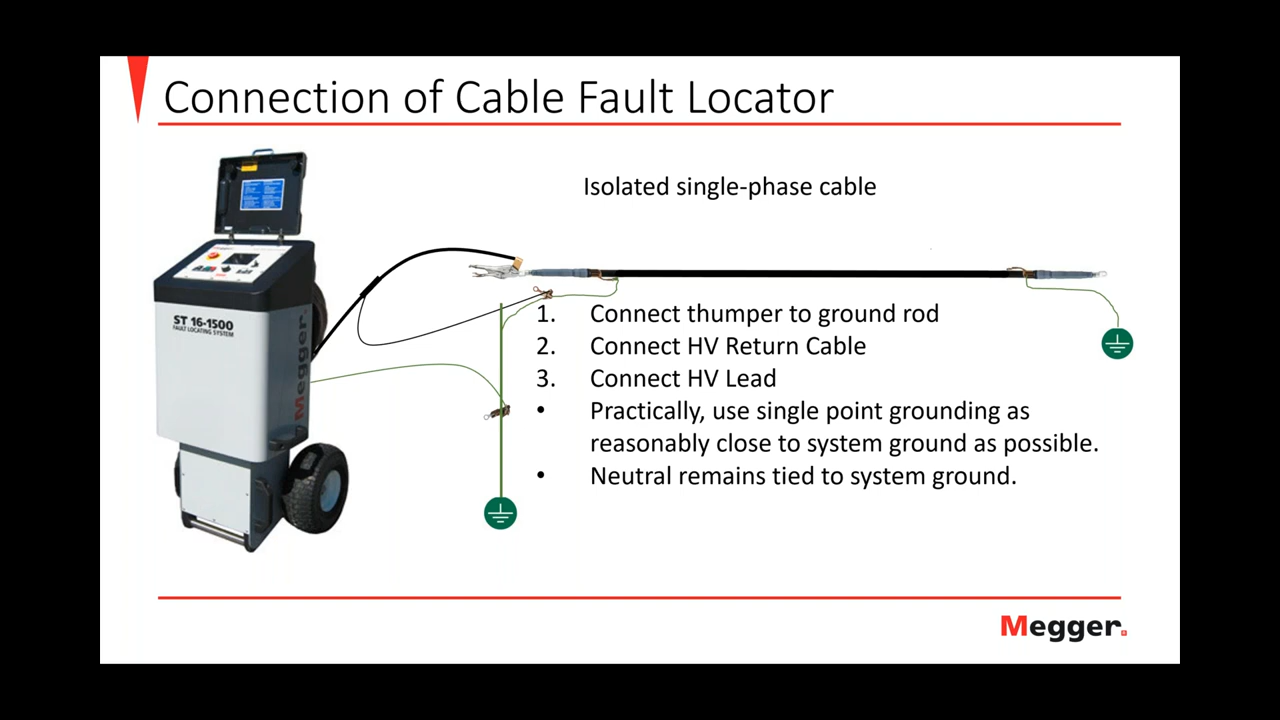 Connection of Cable Fault Locator
Isolated single-phase cable
Megger
ST 16-1500
FAULT LOCATING SYSTEM
Megger
1. Connect thumper to ground rod
2. Connect HV Return Cable
3. Connect HV Lead
• Practically, use single point grounding as
reasonably close to system ground as possible.
• Neutral remains tied to system ground.
Megger